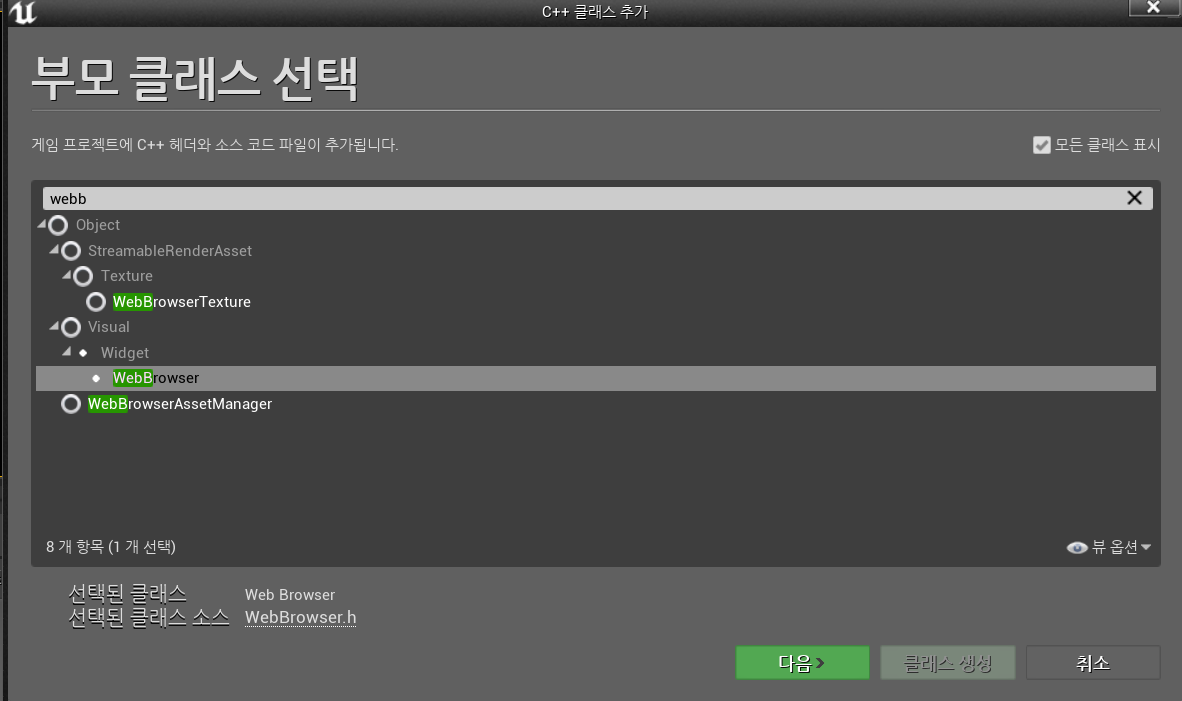 C++ 클래스 추가
부모 클래스 선택
게임 프로젝트에 C++ 헤더와 소스 코드 파일이 추가됩니다.
모든 클래스 표시
webb
Object
StreamableRenderAsset
Texture
WebBrowserTexture
Visual
Widget
WebBrowser
WebBrowserAssetManager
8 개 항목 (1 개 선택)
뷰 옵션
선택된 클래스 Web Browser
선택된 클래스 소스 WebBrowser.h
다음 >
클래스 생성
취소